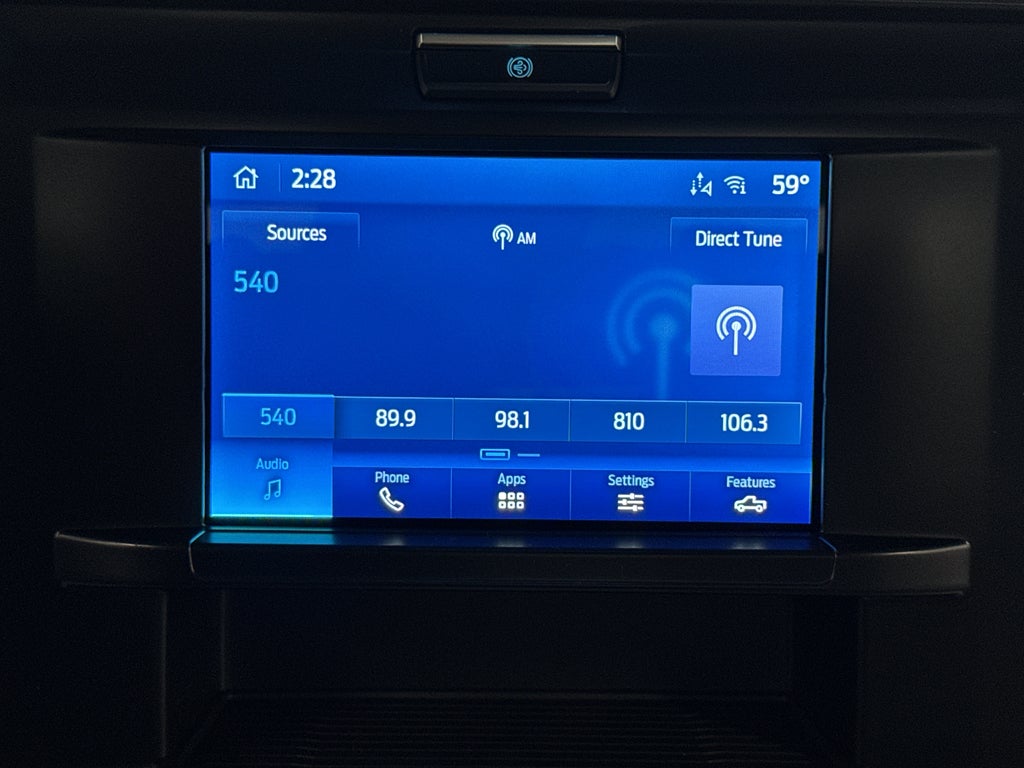 2:28 59°
Sources AM Direct Tune
540
540 89.9 98.1 810 106.3
Audio Phone Apps Settings Features